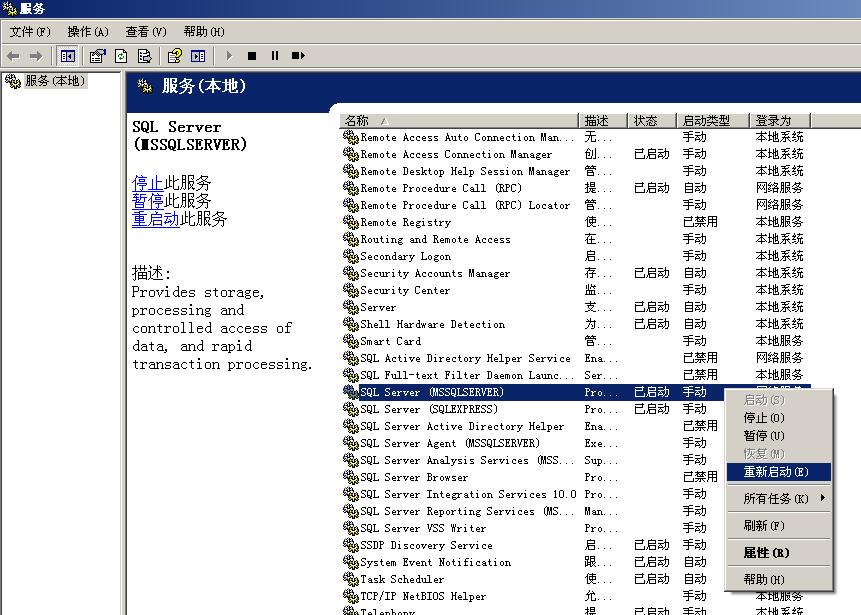 服务
文件(F) 操作(A) 查看(V) 帮助(H)
服务(本地)
服务(本地)
SQL Server
(MSSQLSERVER)
停止此服务
暂停此服务
重启动此服务
描述:
Provides storage,
processing and
controlled access of
data, and rapid
transaction processing.
名称 描述 状态 启动类型 登录为
Remote Access Auto Connection Man... 无... 手动 本地系统
Remote Access Connection Manager 创... 已启动 手动 本地系统
Remote Desktop Help Session Manager 管... 手动 本地系统
Remote Procedure Call (RPC) 提... 已启动 自动 网络服务
Remote Procedure Call (RPC) Locator 管... 手动 网络服务
Remote Registry 使... 已禁用 本地服务
Routing and Remote Access 在... 手动 本地系统
Secondary Logon 启... 手动 本地系统
Security Accounts Manager 存... 已启动 自动 本地系统
Security Center 监... 手动 本地系统
Server 支... 已启动 自动 本地系统
Shell Hardware Detection 为... 已启动 自动 本地系统
Smart Card 管... 手动 本地服务
SQL Active Directory Helper Service Ena... 已禁用 网络服务
SQL Full-text Filter Daemon Launc... Ser... 已禁用 本地服务
SQL Server (MSSQLSERVER) Pro... 已启动 手动
SQL Server (SQLEXPRESS) Pro... 已启动 手动
SQL Server Active Directory Helper Ena... 已禁用
SQL Server Agent (MSSQLSERVER) Exe... 手动
SQL Server Analysis Services (MSS... Sup... 手动
SQL Server Browser Pro... 已禁用
SQL Server Integration Services 10.0 Pro... 手动
SQL Server Reporting Services (MS... Man... 手动
SQL Server VSS Writer Pro... 手动
SSDP Discovery Service 启... 已启动 手动
System Event Notification 跟... 已启动 自动
Task Scheduler 使... 已启动 自动
TCP/IP NetBIOS Helper 允... 已启动 自动 本地服务
Telephony 提... 已启动 手动 本地系统
启动(S)
停止(O)
暂停(U)
恢复(M)
重新启动(E)
所有任务(K)
刷新(F)
属性(R)
帮助(H)